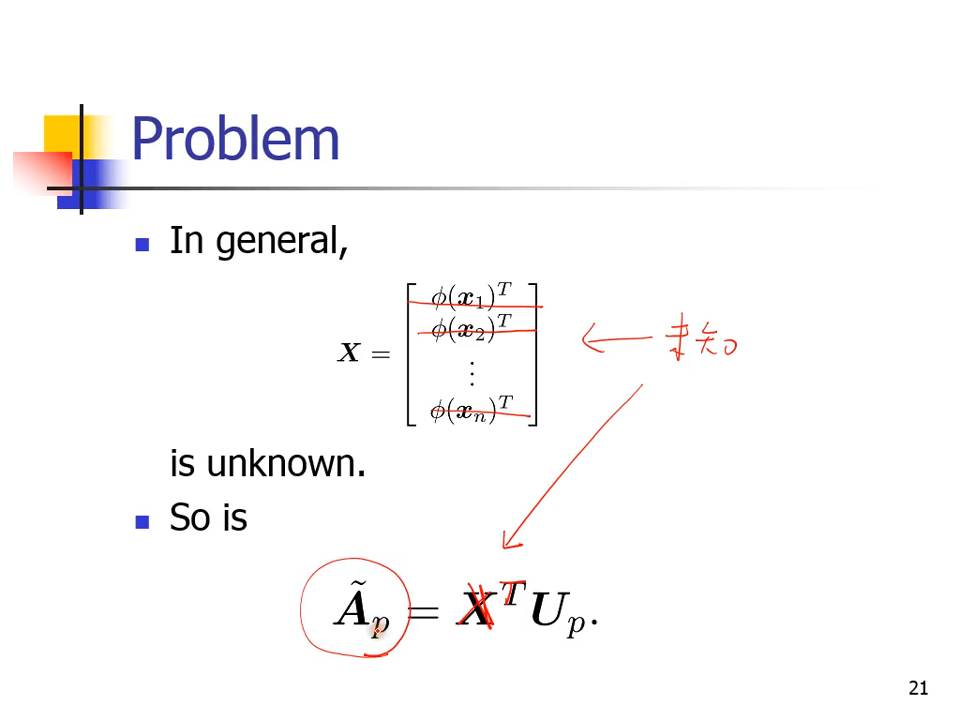 Problem
In general,
X = [ ϕ(x₁)ᵀ
ϕ(x₂)ᵀ
⋮
ϕ(xₙ)ᵀ ]
未知
is unknown.
So is
Ãₚ = XᵀUₚ.
21